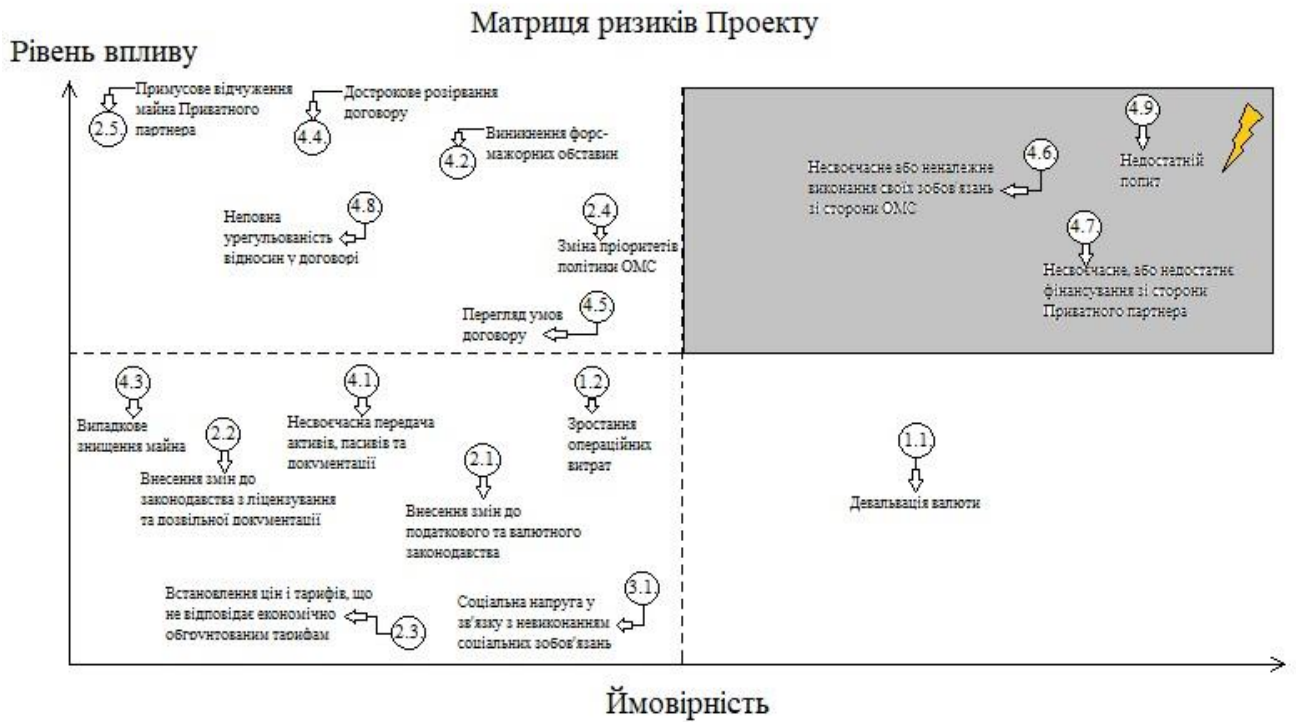 Матриця ризиків Проекту
Рівень впливу
Примусове відчуження
майна Приватного
партнера
2.5.
Дострокове розірвання
договору
4.4.
Виникнення форс-
мажорних обставин
4.2.
4.9.
Недостатній
попит
4.6.
Несвоєчасне або неналежне
виконання своїх зобов'язань
зі сторони ОМС
4.8.
Неповна
урегульованість
відносин у договорі
2.4.
Зміна пріоритетів
політики ОМС
4.7.
Несвоєчасне, або недостатнє
фінансування зі сторони
Приватного партнера
4.5.
Перегляд умов
договору
4.3.
Випадкове
знищення майна
2.2
Внесення змін до
законодавства з ліцензування
та дозвільної документації
4.1.
Несвоєчасна передача
активів, пасивів та
документації
2.1.
Внесення змін до
податкового та валютного
законодавства
1.2
Зростання
операційних
витрат
1.1.
Девальвація валюти
Встановлення цін і тарифів, що
не відповідає економічно
обгрунтованим тарифам
2.3.
3.1.
Соціальна напруга у
зв'язку з невиконанням
соціальних зобов'язань
Ймовірність